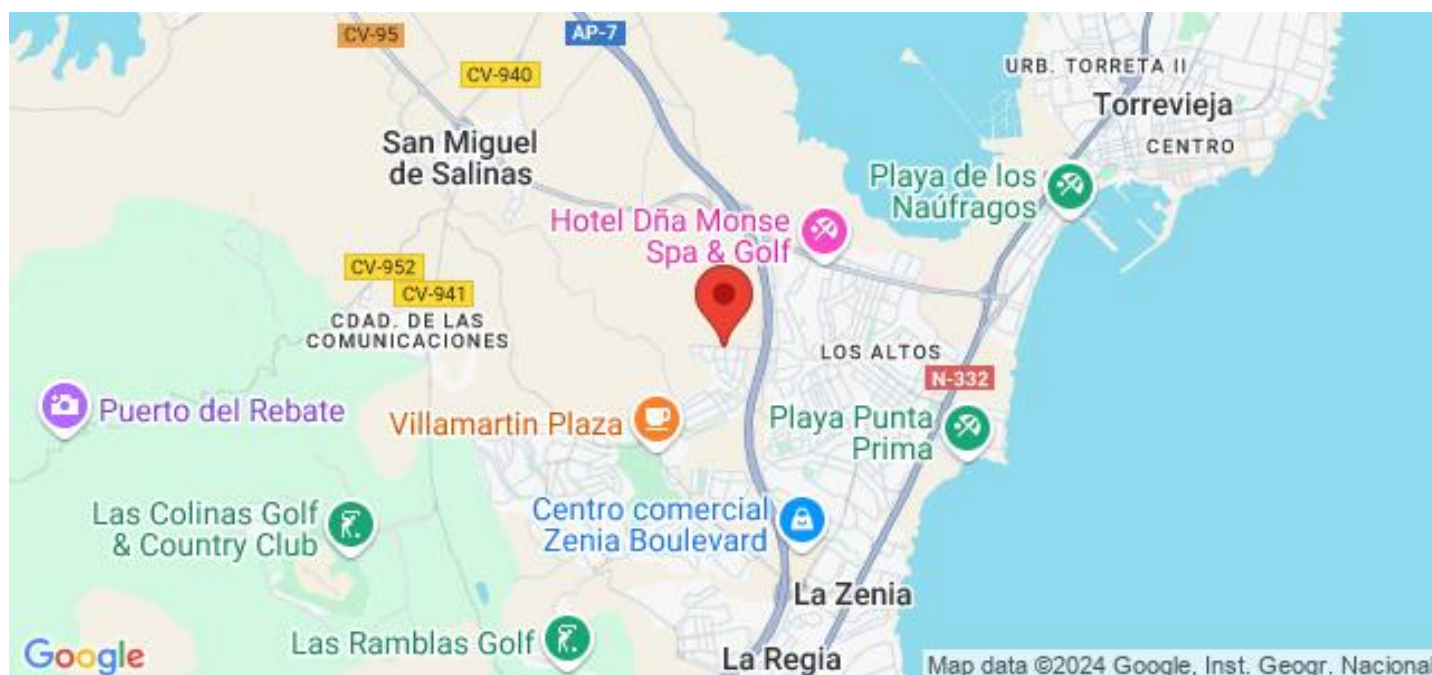 CV-95
AP-7
CV-940
URB. TORRETA II
Torrevieja
CENTRO
San Miguel
de Salinas
Playa de los
Naúfragos
Hotel Dña Monse
Spa & Golf
CV-952
CV-941
CDAD. DE LAS
COMUNICACIONES
LOS ALTOS
N-332
Puerto del Rebate
Villamartin Plaza
Playa Punta
Prima
Las Colinas Golf
& Country Club
Centro comercial
Zenia Boulevard
La Zenia
Las Ramblas Golf
La Regia
Google
Map data ©2024 Google, Inst. Geogr. Nacional